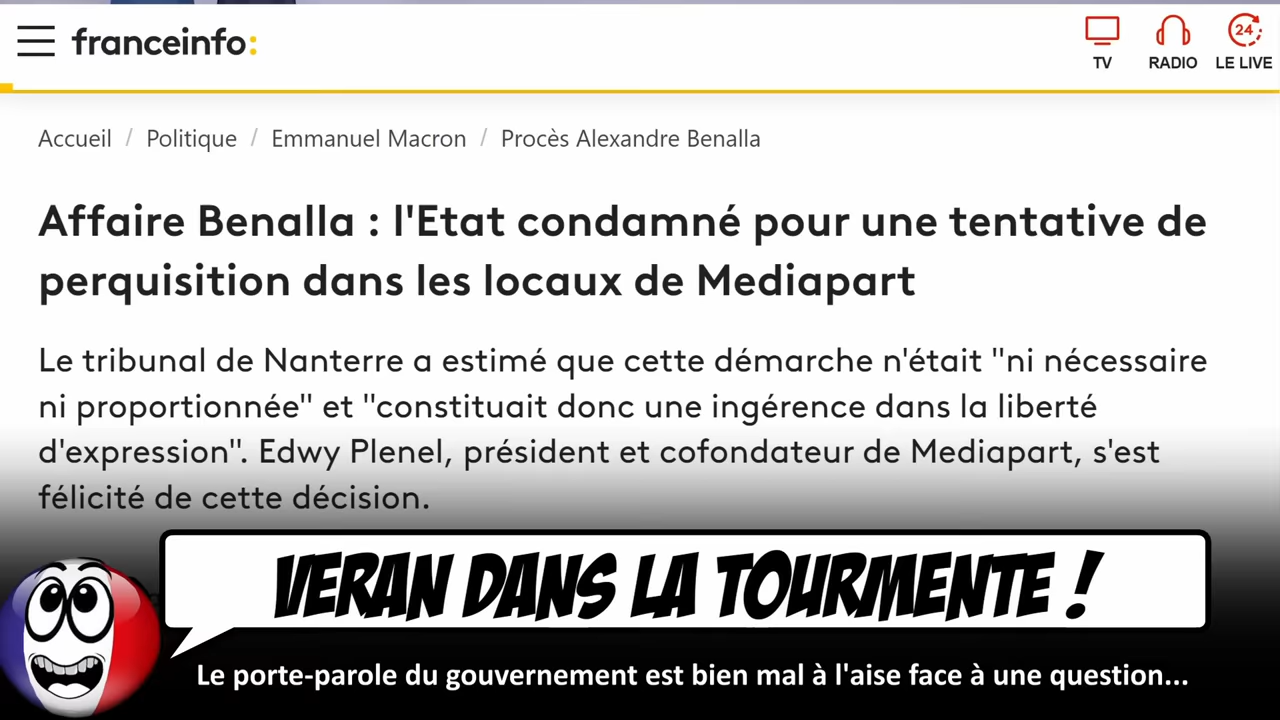 franceinfo:
TV
RADIO
24
LE LIVE
Accueil / Politique / Emmanuel Macron / Procès Alexandre Benalla
Affaire Benalla : l'Etat condamné pour une tentative de
perquisition dans les locaux de Mediapart
Le tribunal de Nanterre a estimé que cette démarche n'était "ni nécessaire
ni proportionnée" et "constituait donc une ingérence dans la liberté
d'expression". Edwy Plenel, président et cofondateur de Mediapart, s'est
félicité de cette décision.
VERAN DANS LA TOURMENTE !
Le porte-parole du gouvernement est bien mal à l'aise face à une question...